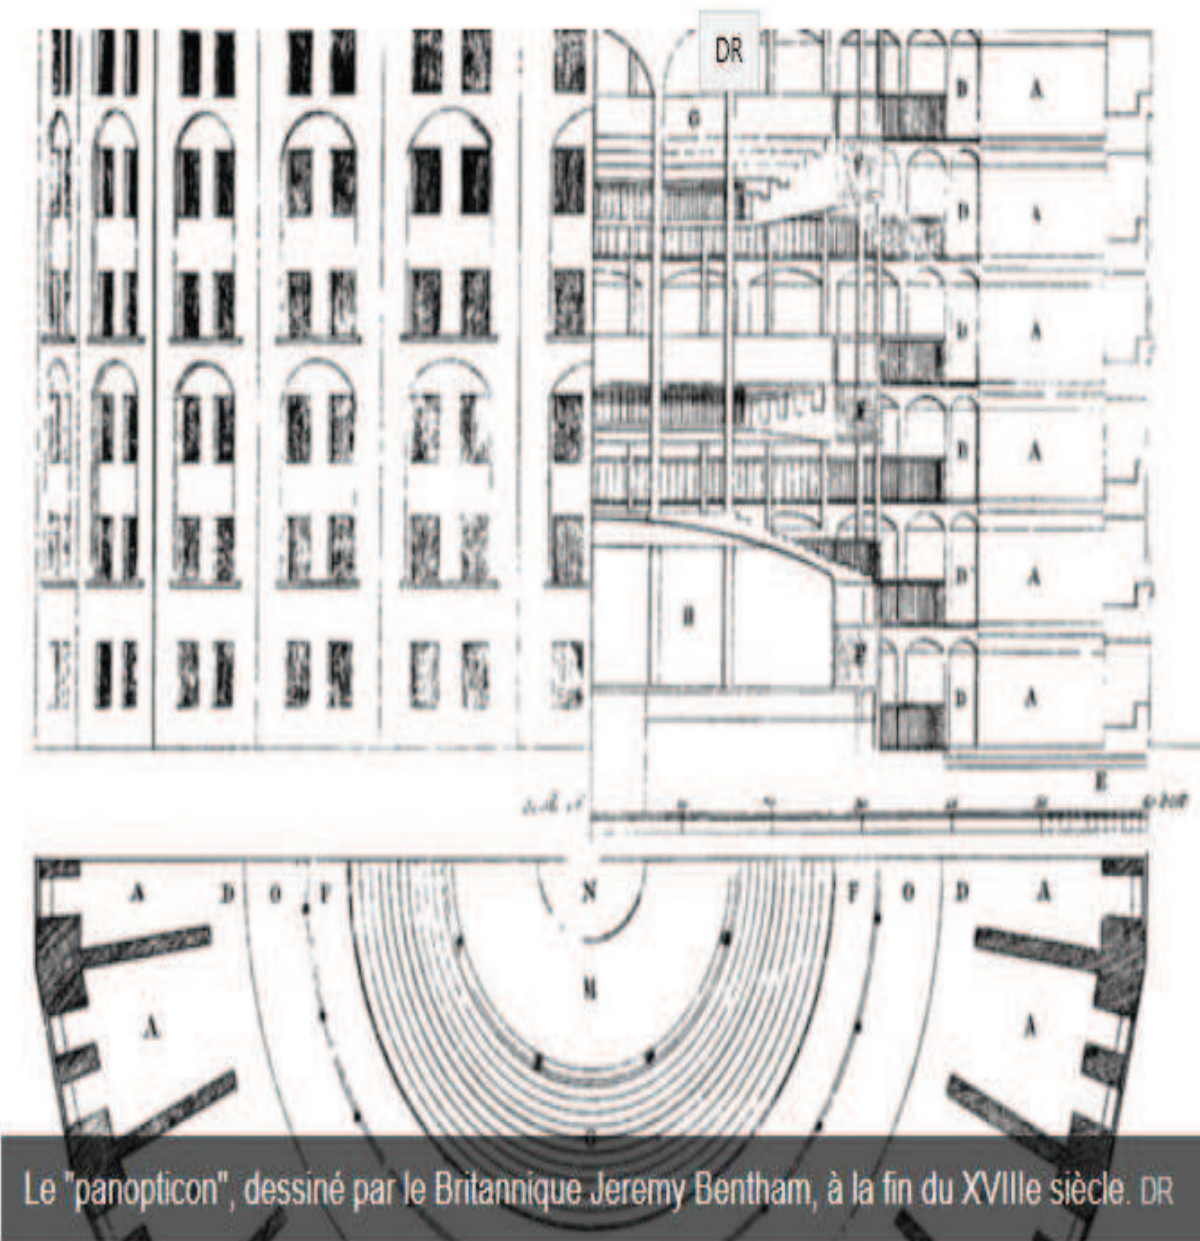 DR
D A
G
D A
D A
D A
D A
B
F
D A
E
A D O F N F O D A
M
A A
Le "panopticon", dessiné par le Britannique Jeremy Bentham, à la fin du XVIIIe siècle. DR